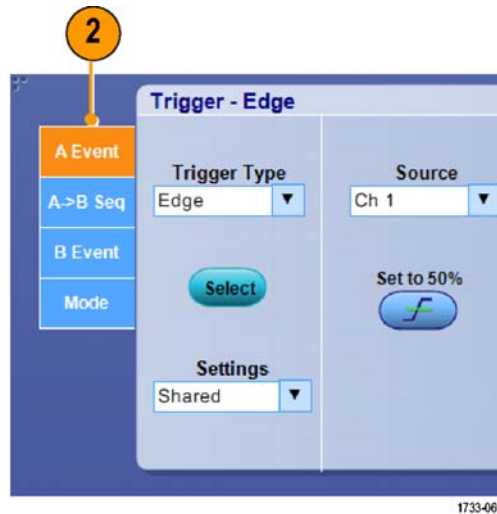 2
Trigger - Edge
A Event
A->B Seq
B Event
Mode
Trigger Type
Edge
Select
Settings
Shared
Source
Ch 1
Set to 50%
1733-06